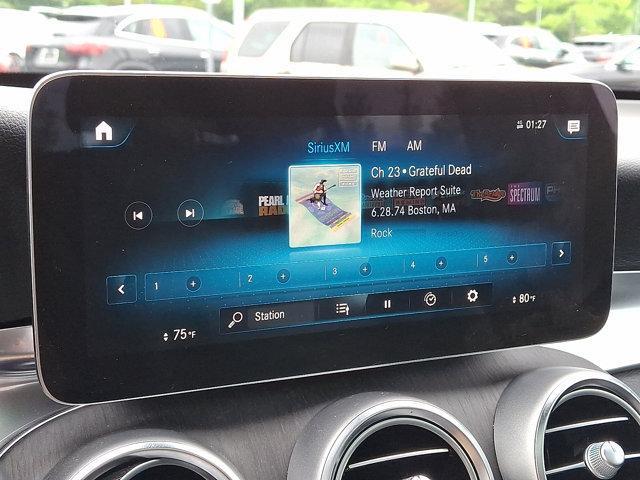 01:27
SiriusXM FM AM
Ch 23 • Grateful Dead
Weather Report Suite
6.28.74 Boston, MA
Rock
PEARL
SPECTRUM
1 2 3 4 5
Station
75°F
80°F